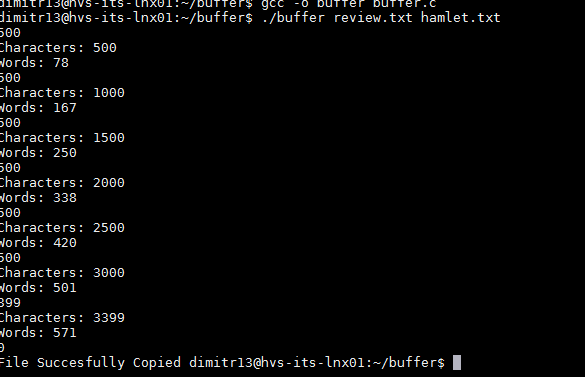 dimitr13@hvs-its-lnx01:~/buffer$ gcc -o buffer buffer.c
dimitr13@hvs-its-lnx01:~/buffer$ ./buffer review.txt hamlet.txt
500
Characters: 500
Words: 78
500
Characters: 1000
Words: 167
500
Characters: 1500
Words: 250
500
Characters: 2000
Words: 338
500
Characters: 2500
Words: 420
500
Characters: 3000
Words: 501
399
Characters: 3399
Words: 571
0
File Succesfully Copied dimitr13@hvs-its-lnx01:~/buffer$